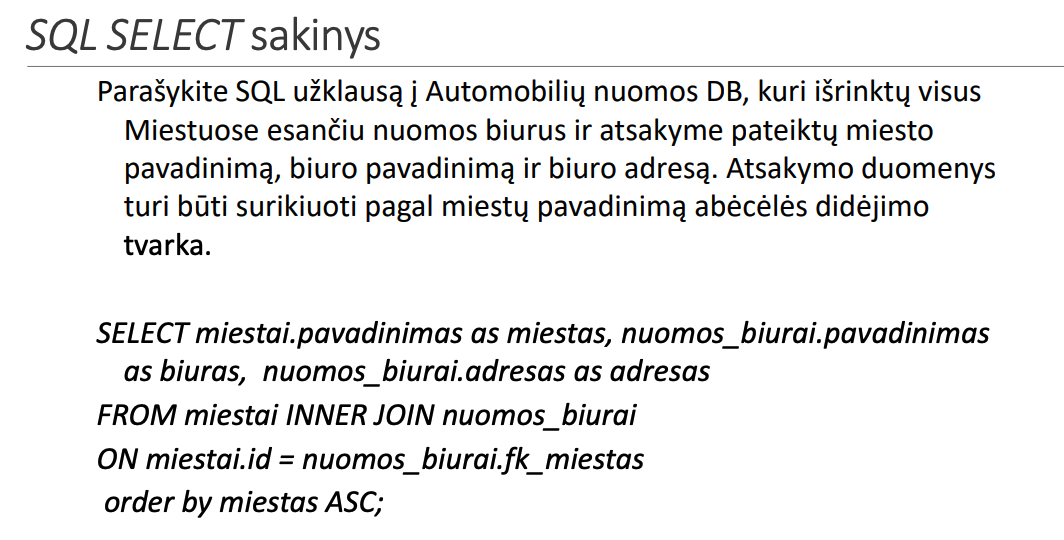 SQL SELECT sakinys
Parašykite SQL užklausą į Automobilių nuomos DB, kuri išrinktų visus
Miestuose esančiu nuomos biurus ir atsakyme pateiktų miesto
pavadinimą, biuro pavadinimą ir biuro adresą. Atsakymo duomenys
turi būti surikiuoti pagal miestų pavadinimą abėcėlės didėjimo
tvarka.
SELECT miestai.pavadinimas as miestas, nuomos_biurai.pavadinimas
as biuras, nuomos_biurai.adresas as adresas
FROM miestai INNER JOIN nuomos_biurai
ON miestai.id = nuomos_biurai.fk_miestas
order by miestas ASC;